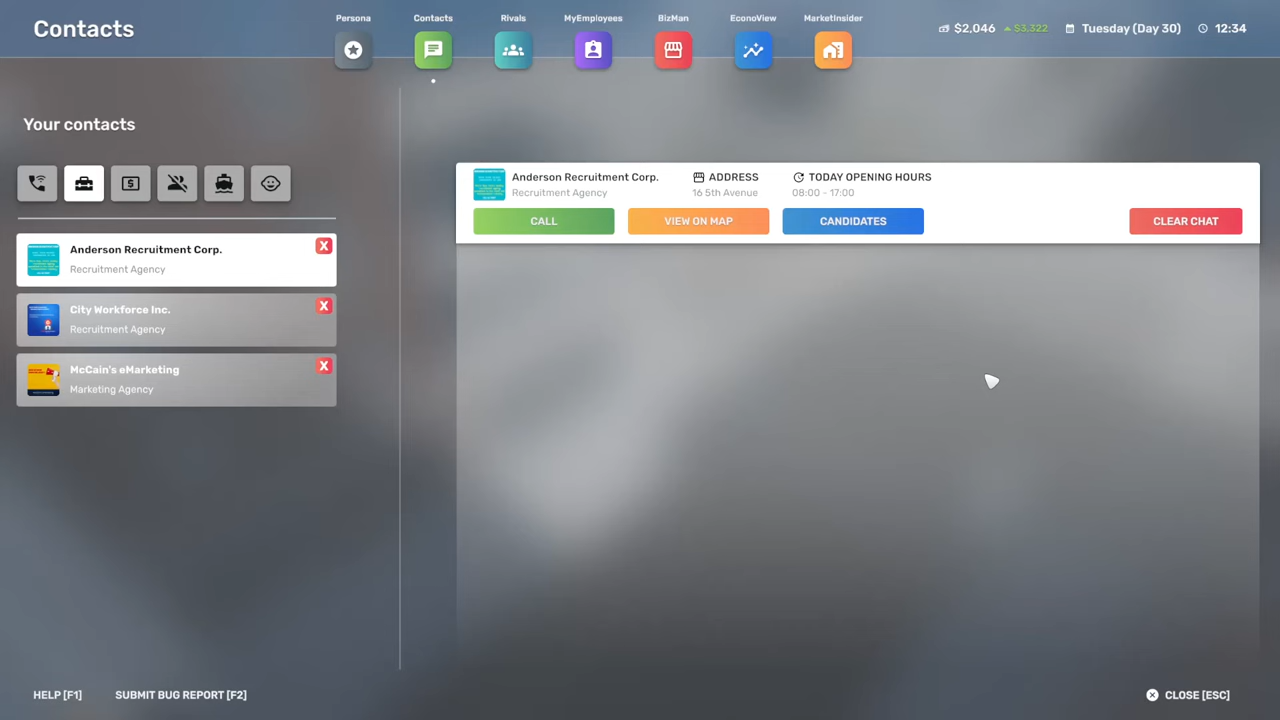 Contacts
Persona
Contacts
Rivals
MyEmployees
BizMan
EconoView
MarketInsider
$2,046
$3,322
Tuesday (Day 30)
12:34
Your contacts
Anderson Recruitment Corp.
Recruitment Agency
X
City Workforce Inc.
Recruitment Agency
X
McCain's eMarketing
Marketing Agency
X
Anderson Recruitment Corp.
Recruitment Agency
ADDRESS
16 5th Avenue
TODAY OPENING HOURS
08:00 - 17:00
CALL
VIEW ON MAP
CANDIDATES
CLEAR CHAT
HELP [F1]
SUBMIT BUG REPORT [F2]
CLOSE [ESC]